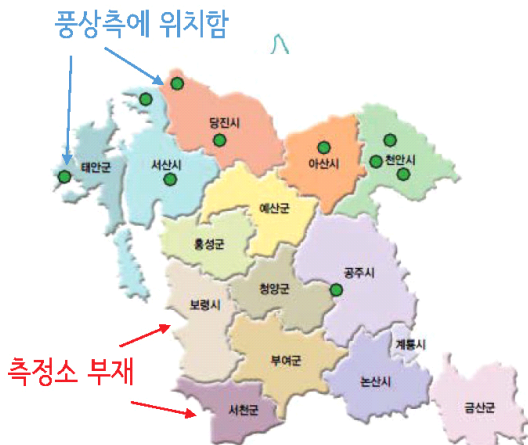 풍상측에 위치함
당진시
아산시
천안시
태안군
서산시
예산군
홍성군
공주시
청양군
보령시
계룡시
측정소 부재
부여군
논산시
서천군
금산군